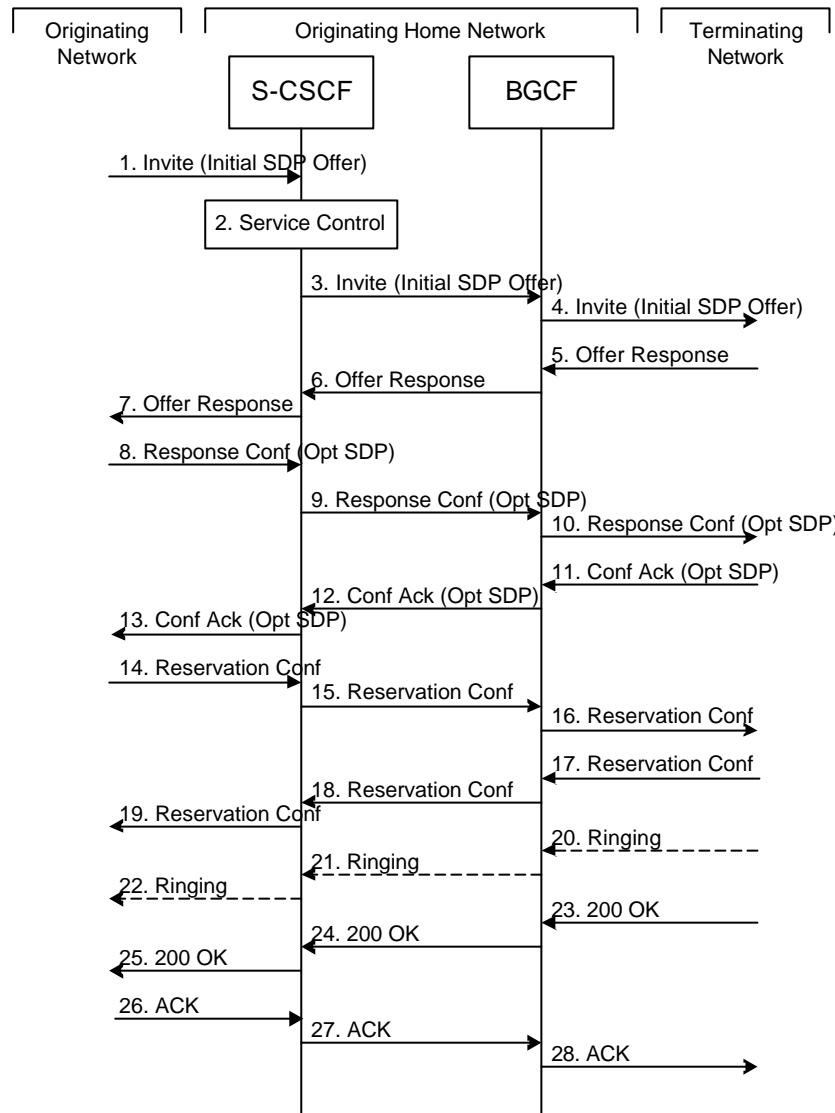 Originating
Network
Originating Home Network
Terminating
Network
S-CSCF
BGCF
1. Invite (Initial SDP Offer)
2. Service Control
3. Invite (Initial SDP Offer)
4. Invite (Initial SDP Offer)
5. Offer Response
6. Offer Response
7. Offer Response
8. Response Conf (Opt SDP)
9. Response Conf (Opt SDP)
10. Response Conf (Opt SDP)
11. Conf Ack (Opt SDP)
12. Conf Ack (Opt SDP)
13. Conf Ack (Opt SDP)
14. Reservation Conf
15. Reservation Conf
16. Reservation Conf
17. Reservation Conf
18. Reservation Conf
19. Reservation Conf
20. Ringing
21. Ringing
22. Ringing
23. 200 OK
24. 200 OK
25. 200 OK
26. ACK
27. ACK
28. ACK